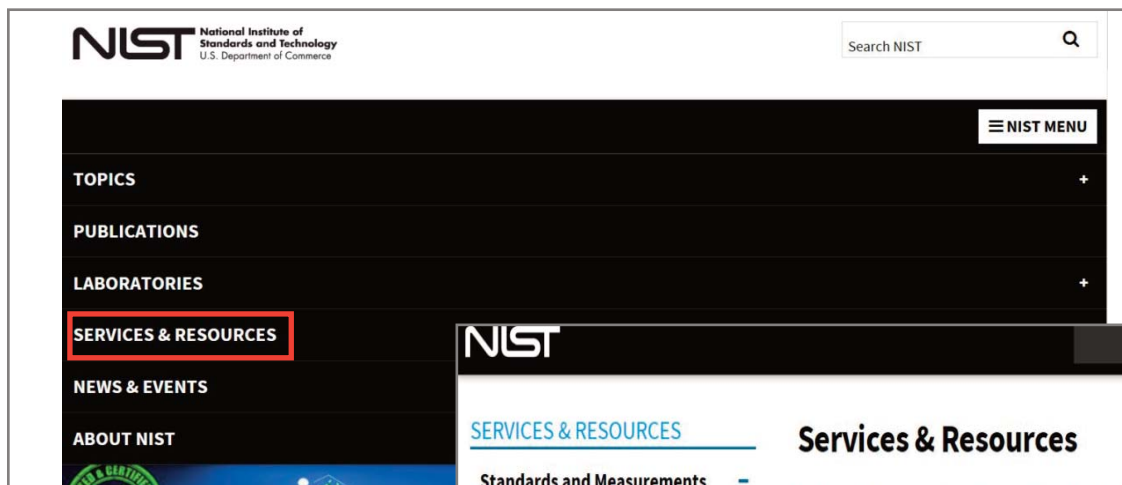 NIST
National Institute of
Standards and Technology
U.S. Department of Commerce
Search NIST
NIST MENU
TOPICS +
PUBLICATIONS
LABORATORIES +
SERVICES & RESOURCES
NEWS & EVENTS
ABOUT NIST
NIST
SERVICES & RESOURCES
Services & Resources
Standards and Measurements -